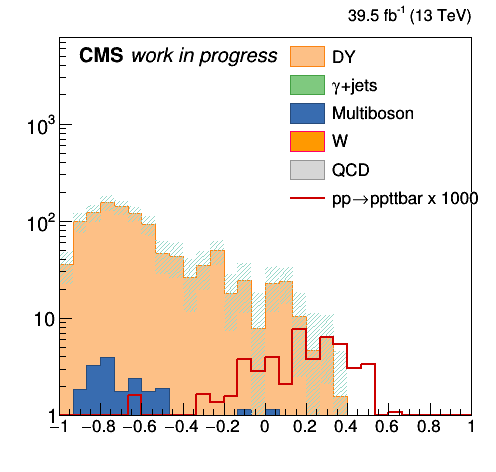 39.5 fb⁻¹ (13 TeV)
CMS work in progress
DY
γ+jets
Multiboson
W
QCD
pp→ppttbar x 1000
10³
10²
10
1
−1 −0.8 −0.6 −0.4 −0.2 0 0.2 0.4 0.6 0.8 1